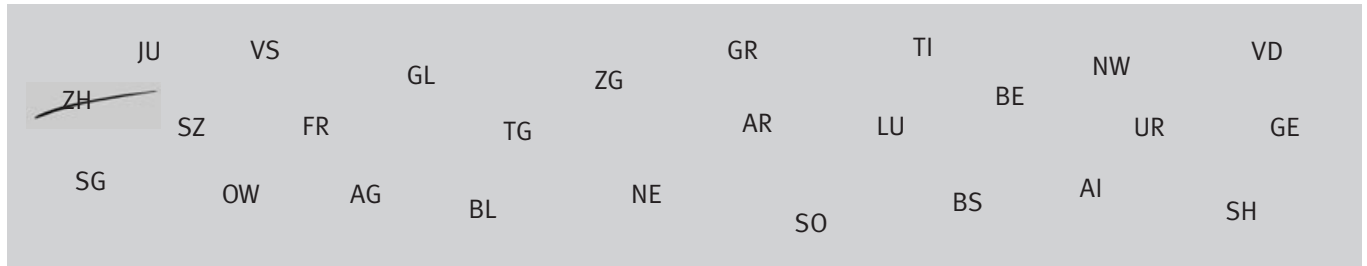 JU VS GL ZG GR TI NW VD
ZH SZ FR TG AR LU BE UR GE
SG OW AG BL NE SO BS AI SH